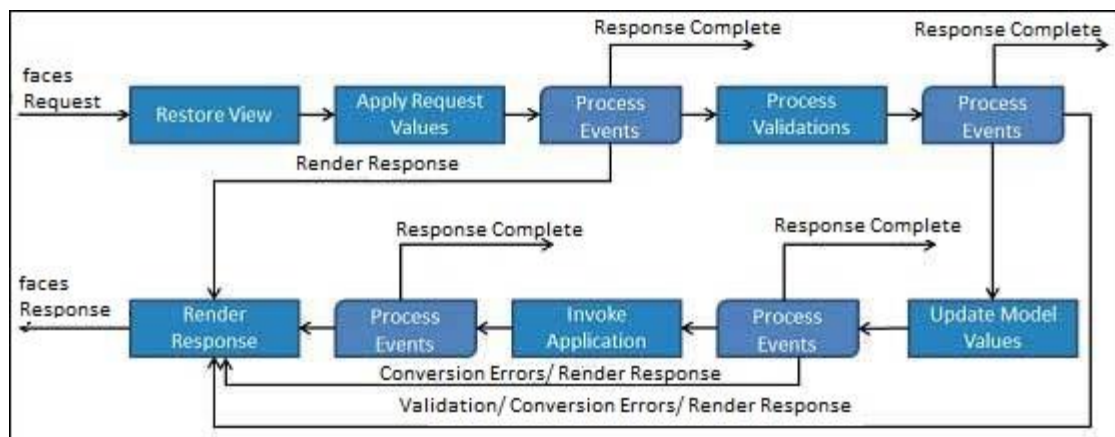 Response Complete
Response Complete
faces
Request
Restore View
Apply Request
Values
Process
Events
Process
Validations
Process
Events
Render Response
Response Complete
Response Complete
faces
Response
Render
Response
Process
Events
Invoke
Application
Process
Events
Update Model
Values
Conversion Errors/ Render Response
Validation/ Conversion Errors/ Render Response